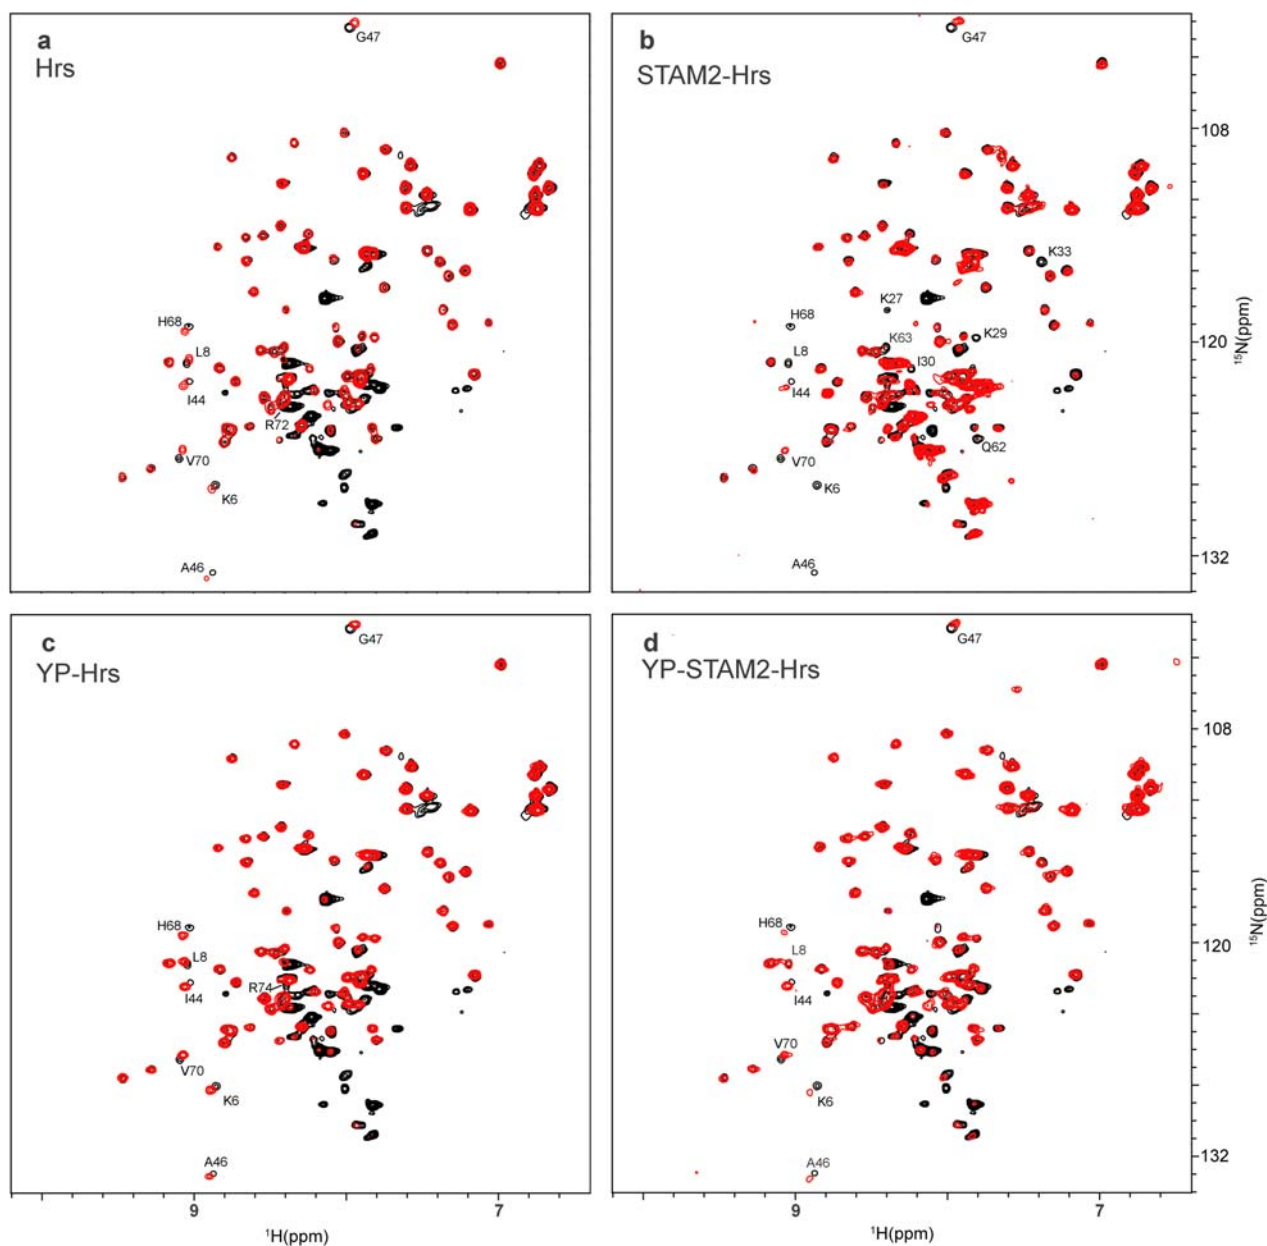 a
Hrs
G47
H68
L8
I44
R72
V70
K6
A46
b
STAM2-Hrs
G47
K33
K27
H68
K63
K29
L8
I30
I44
Q62
V70
K6
A46
108
120
132
15N(ppm)
c
YP-Hrs
G47
H68
L8
I44
R74
V70
K6
A46
9
7
1H(ppm)
d
YP-STAM2-Hrs
G47
H68
L8
I44
V70
K6
A46
108
120
132
15N(ppm)
9
7
1H(ppm)